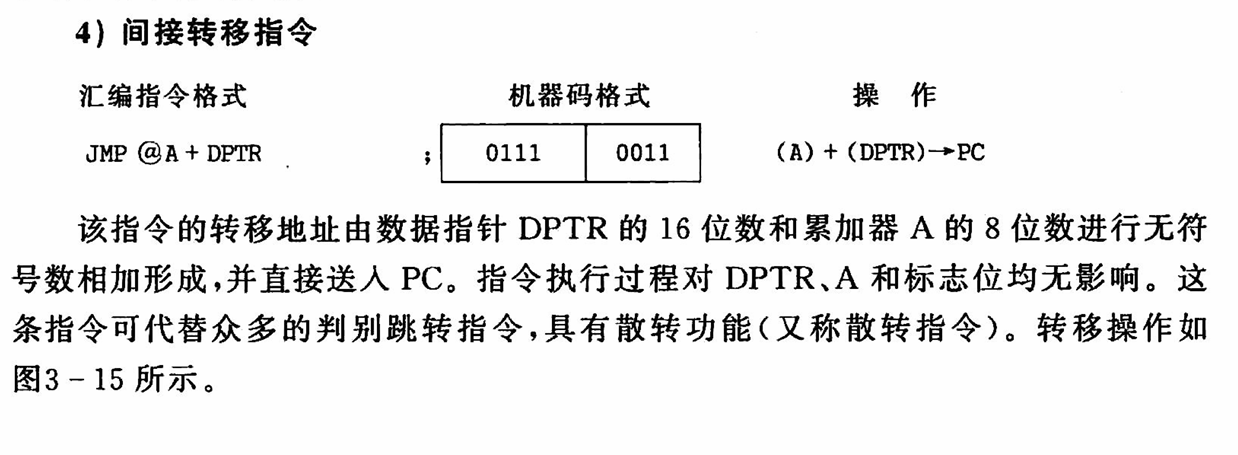 4) 间接转移指令
汇编指令格式 机器码格式 操 作
JMP @A + DPTR ; 0111 0011 (A) + (DPTR)→PC
该指令的转移地址由数据指针 DPTR 的 16 位数和累加器 A 的 8 位数进行无符
号数相加形成,并直接送入 PC。指令执行过程对 DPTR、A 和标志位均无影响。这
条指令可代替众多的判别跳转指令,具有散转功能(又称散转指令)。转移操作如
图3-15 所示。